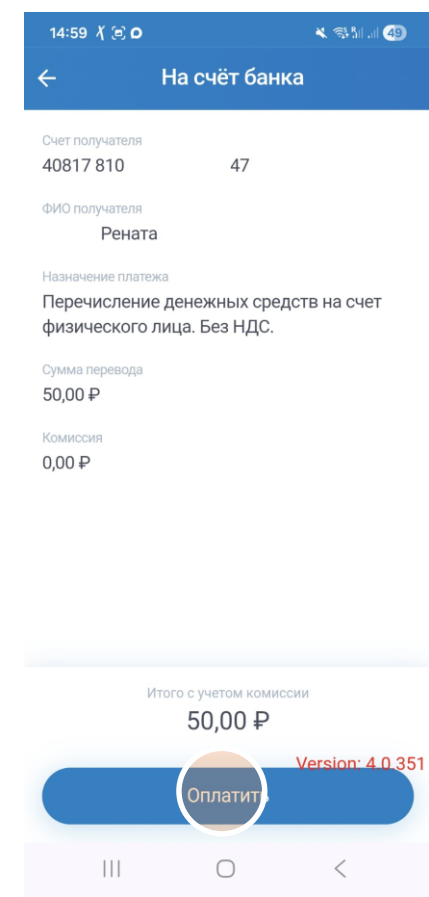 14:59 49
На счёт банка
Счет получателя
40817 810 47
ФИО получателя
Рената
Назначение платежа
Перечисление денежных средств на счет
физического лица. Без НДС.
Сумма перевода
50,00 ₽
Комиссия
0,00 ₽
Итого с учетом комиссии
50,00 ₽
Version: 4.0.351
Оплатить